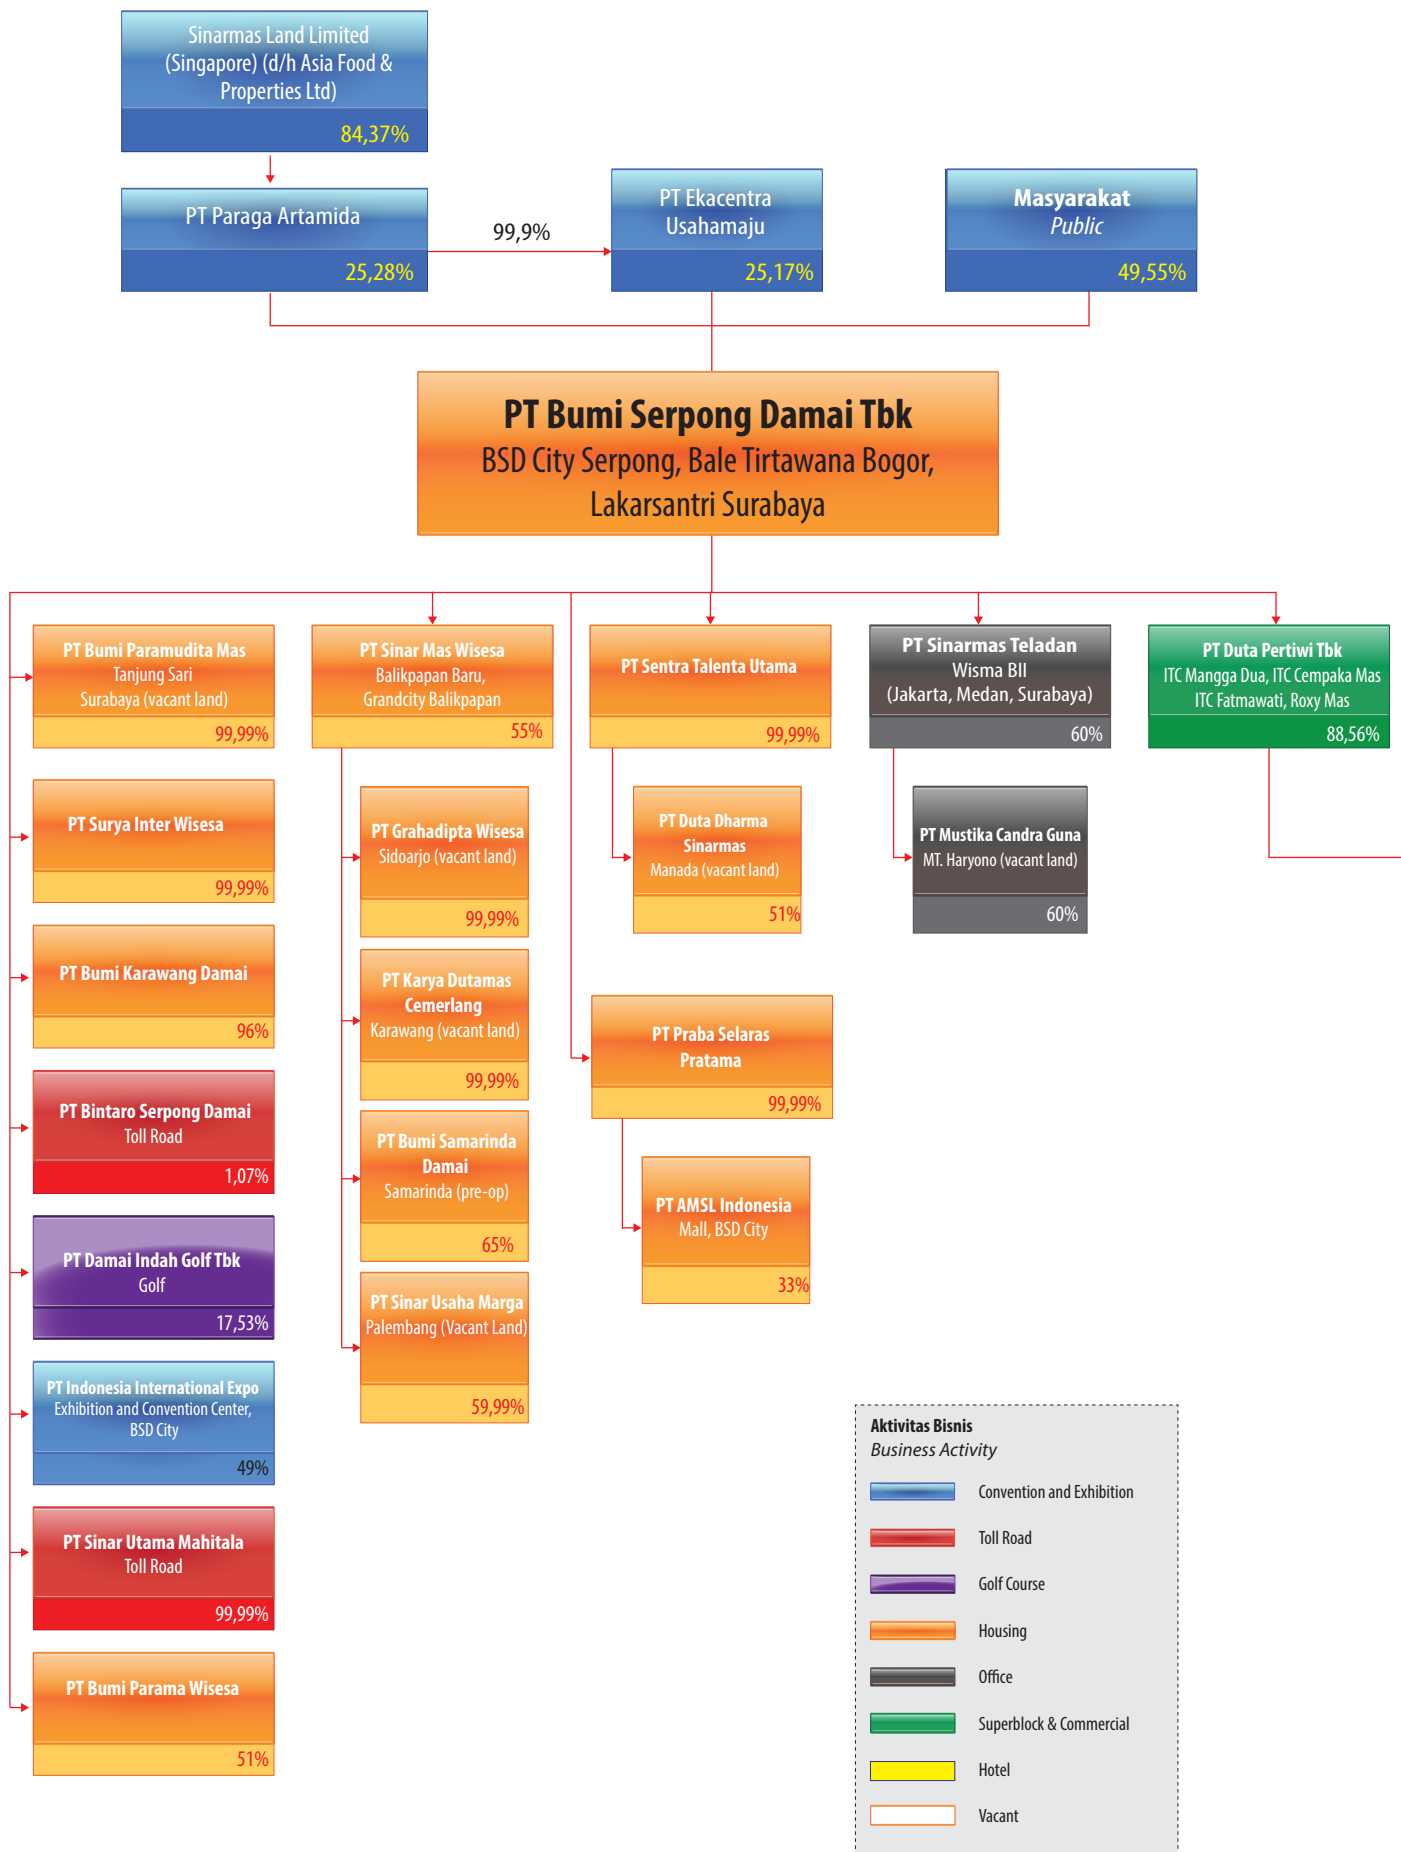 Sinarmas Land Limited
(Singapore) (d/h Asia Food &
Properties Ltd)
84,37%
PT Paraga Artamida
25,28%
99,9%
PT Ekacentra
Usahamaju
25,17%
Masyarakat
Public
49,55%
PT Bumi Serpong Damai Tbk
BSD City Serpong, Bale Tirtawana Bogor,
Lakarsantri Surabaya
PT Bumi Paramudita Mas
Tanjung Sari
Surabaya (vacant land)
99,99%
PT Surya Inter Wisesa
99,99%
PT Bumi Karawang Damai
96%
PT Bintaro Serpong Damai
Toll Road
1,07%
PT Damai Indah Golf Tbk
Golf
17,53%
PT Indonesia International Expo
Exhibition and Convention Center,
BSD City
49%
PT Sinar Utama Mahitala
Toll Road
99,99%
PT Bumi Parama Wisesa
51%
PT Sinar Mas Wisesa
Balikpapan Baru,
Grandcity Balikpapan
55%
PT Grahadipta Wisesa
Sidoarjo (vacant land)
99,99%
PT Karya Dutamas
Cemerlang
Karawang (vacant land)
99,99%
PT Bumi Samarinda
Damai
Samarinda (pre-op)
65%
PT Sinar Usaha Marga
Palembang (Vacant Land)
59,99%
PT Sentra Talenta Utama
99,99%
PT Duta Dharma
Sinarmas
Manada (vacant land)
51%
PT Praba Selaras
Pratama
99,99%
PT AMSL Indonesia
Mall, BSD City
33%
PT Sinarmas Teladan
Wisma BII
(Jakarta, Medan, Surabaya)
60%
PT Mustika Candra Guna
MT. Haryono (vacant land)
60%
PT Duta Pertiwi Tbk
ITC Mangga Dua, ITC Cempaka Mas
ITC Fatmawati, Roxy Mas
88,56%
Aktivitas Bisnis
Business Activity
Convention and Exhibition
Toll Road
Golf Course
Housing
Office
Superblock & Commercial
Hotel
Vacant